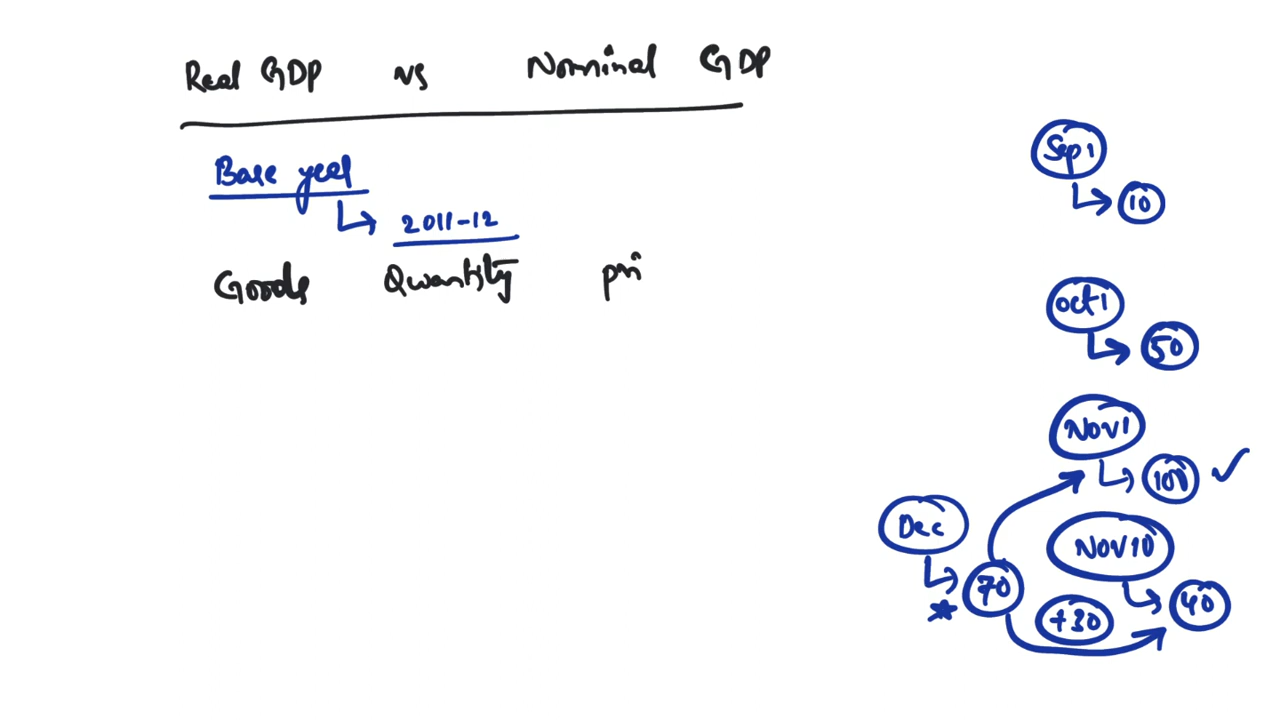 Real GDP vs Nominal GDP
Base year
2011-12
Goods Quantity pri
Sep1
10
oct1
50
Nov1
100
Nov10
40
Dec
70
+30